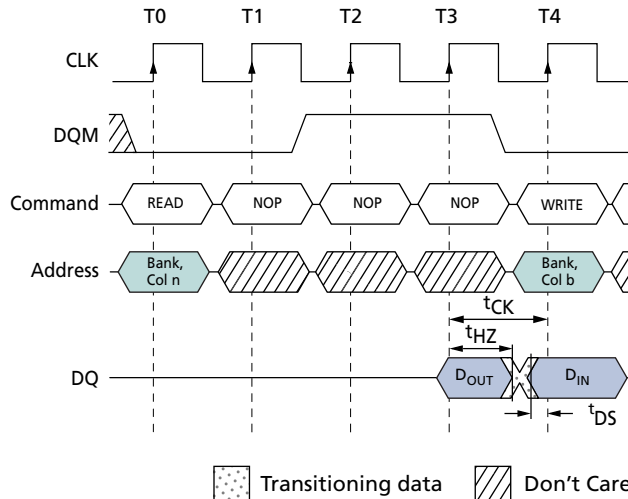 T0 T1 T2 T3 T4
CLK
DQM
Command READ NOP NOP NOP WRITE
Address Bank, Col n Bank, Col b
tCK
tHZ
DQ DOUT DIN
tDS
Transitioning data Don't Care